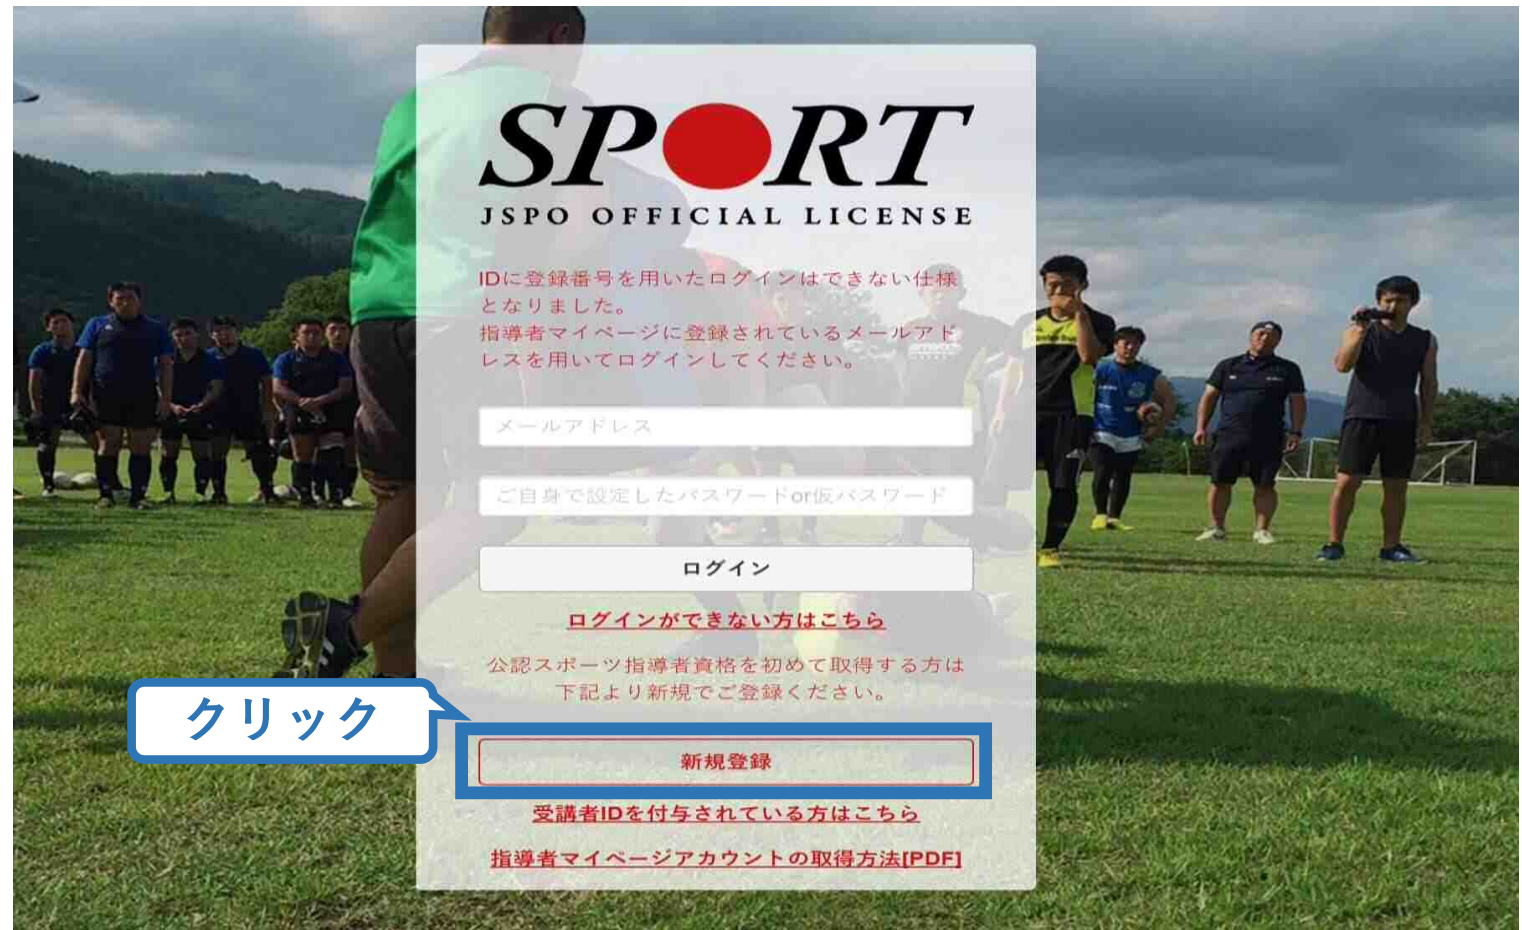 SPORT
JSPO OFFICIAL LICENSE
IDに登録番号を用いたログインはできない仕様
となりました。
指導者マイページに登録されているメールアド
レスを用いてログインしてください。
メールアドレス
ご自身で設定したパスワードor仮パスワード
ログイン
ログインができない方はこちら
公認スポーツ指導者資格を初めて取得する方は
下記より新規でご登録ください。
クリック
新規登録
受講者IDを付与されている方はこちら
指導者マイページアカウントの取得方法[PDF]